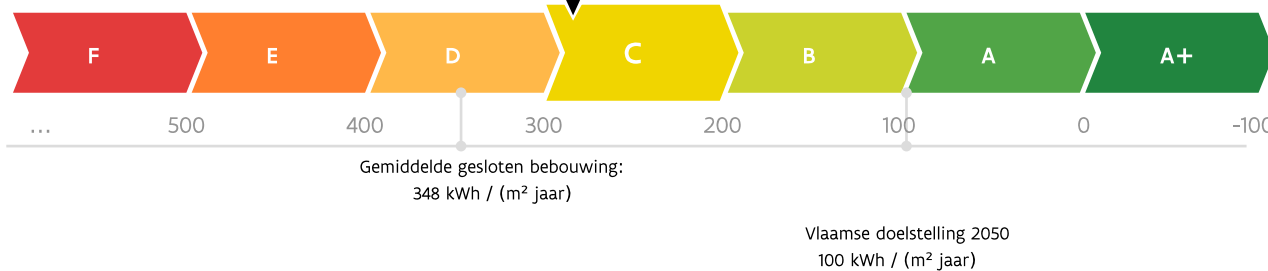 F E D C B A A+
... 500 400 300 200 100 0 -100
Gemiddelde gesloten bebouwing:
348 kWh / (m² jaar)
Vlaamse doelstelling 2050
100 kWh / (m² jaar)